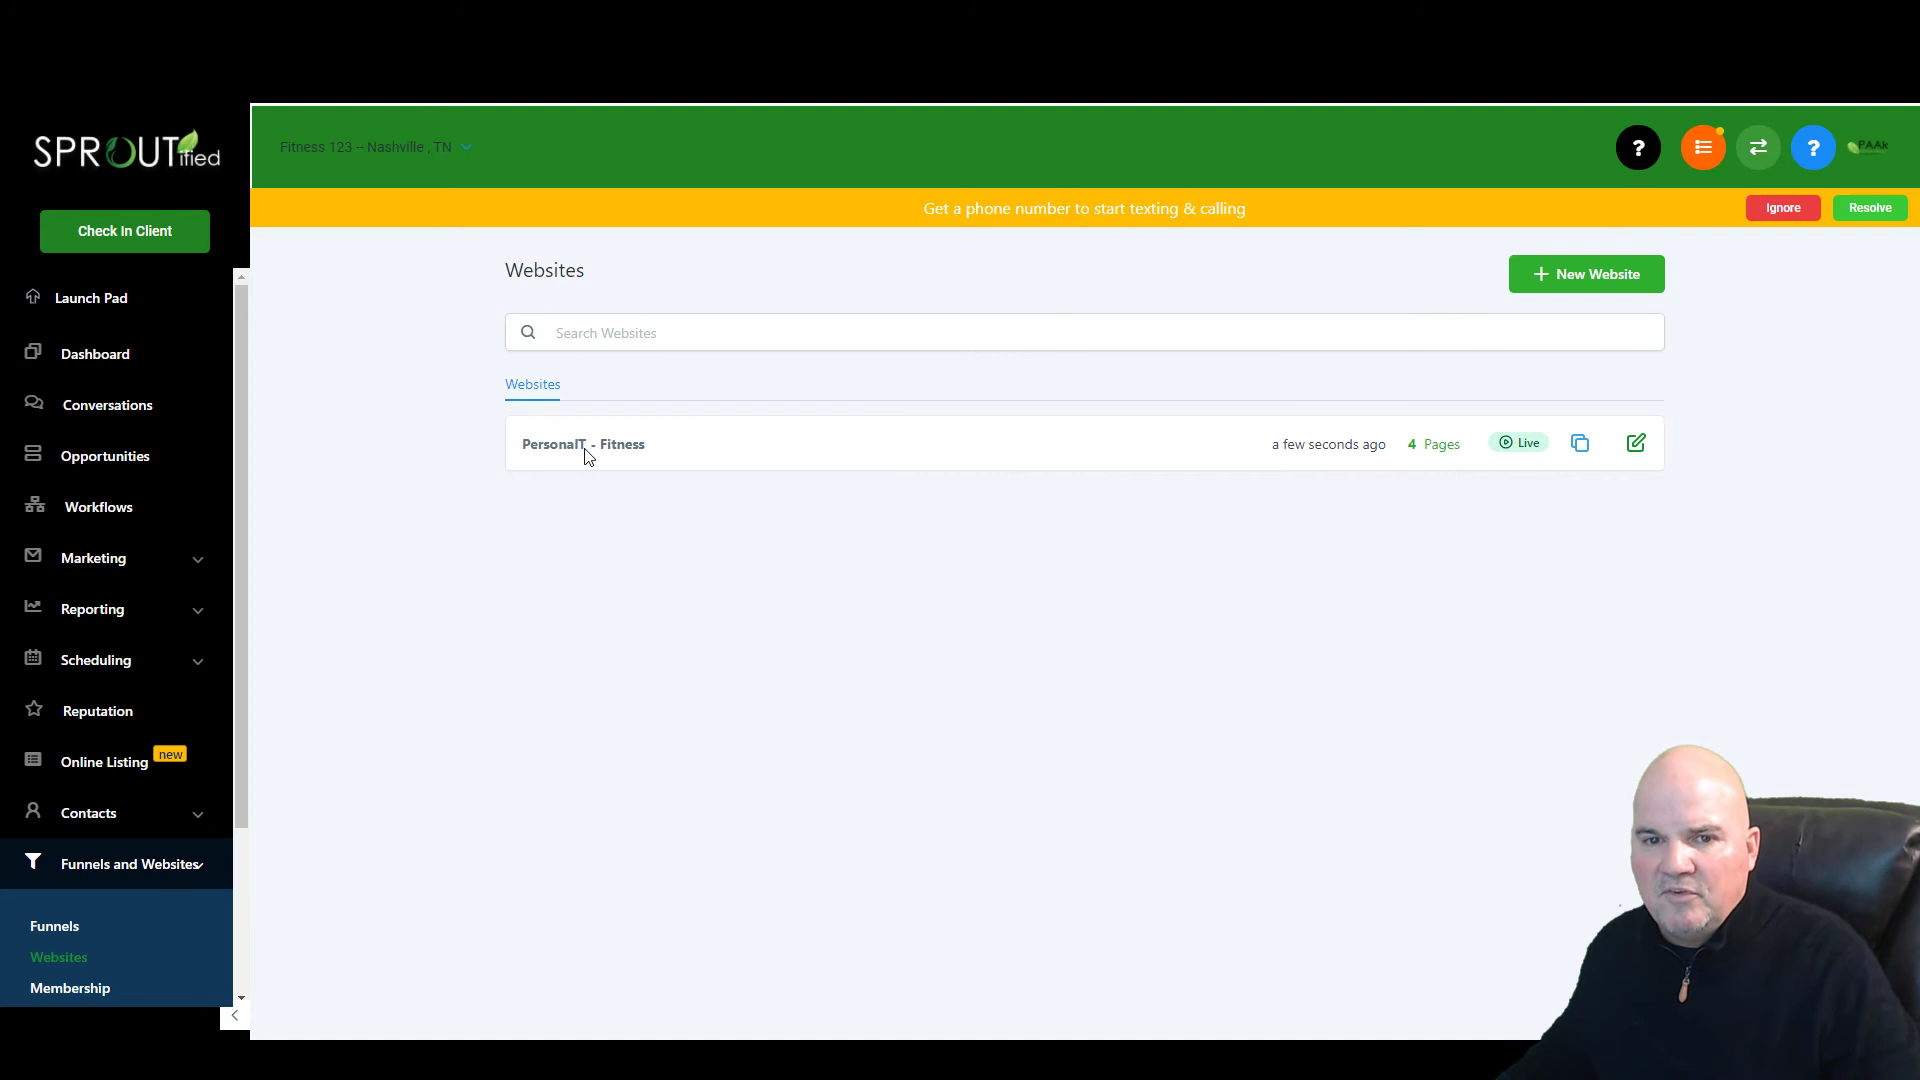 SPROUTified
Fitness 123 – Nashville , TN
?
?
PAAk
Get a phone number to start texting & calling
Ignore
Resolve
Check In Client
Launch Pad
Dashboard
Conversations
Opportunities
Workflows
Marketing
Reporting
Scheduling
Reputation
Online Listing new
Contacts
Funnels and Websites
Funnels
Websites
Membership
Websites
+ New Website
Search Websites
Websites
PersonalT - Fitness
a few seconds ago
4 Pages
Live